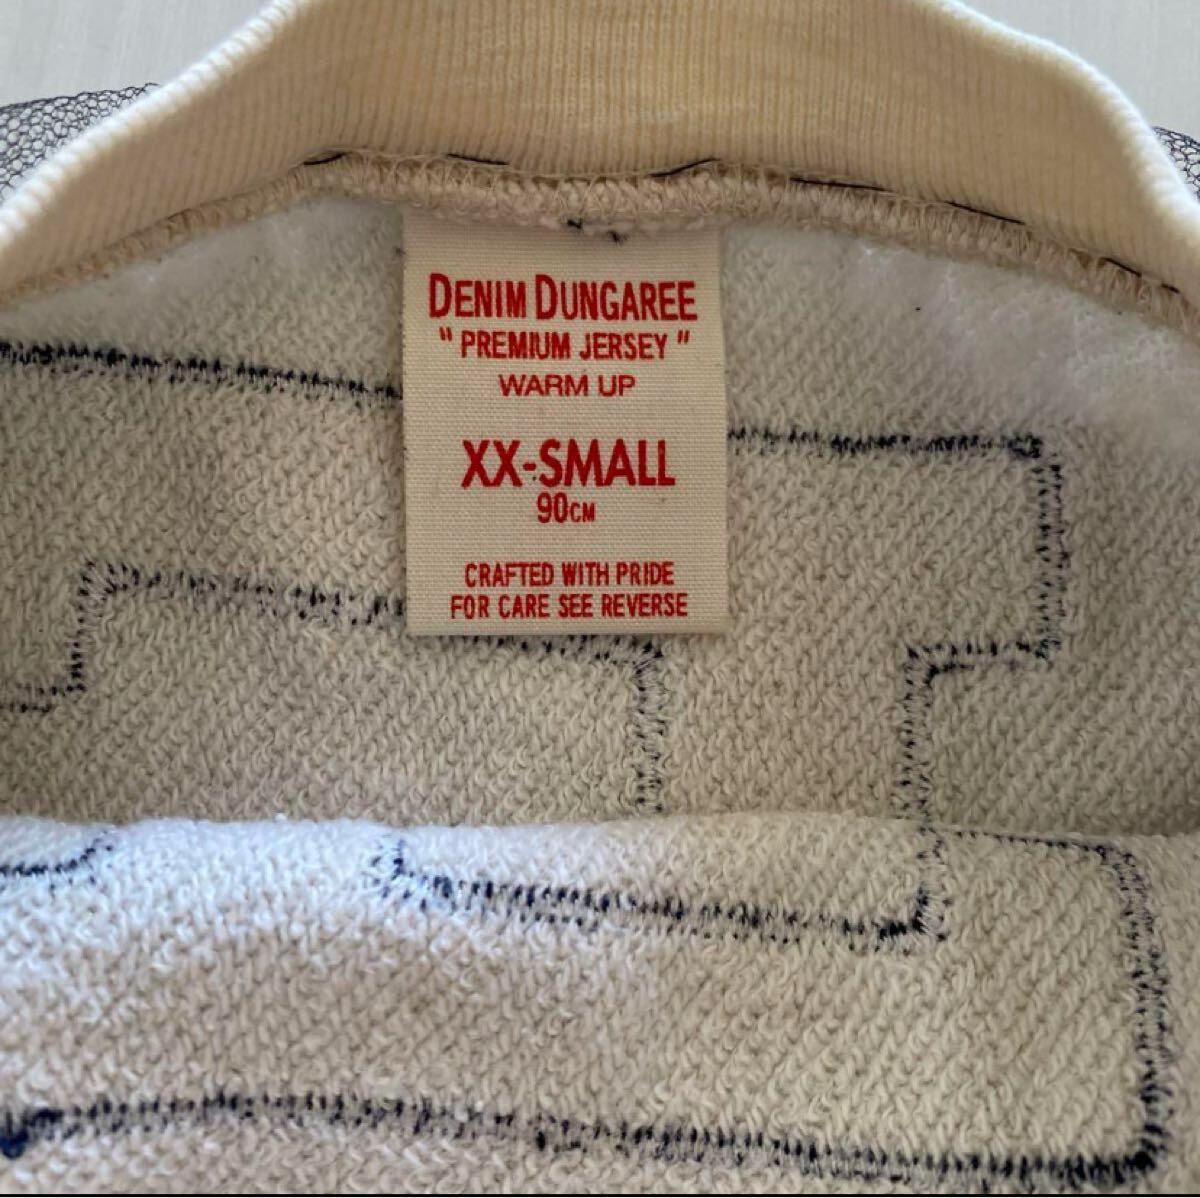 DENIM DUNGAREE
" PREMIUM JERSEY "
WARM UP
XX-SMALL
90CM
CRAFTED WITH PRIDE
FOR CARE SEE REVERSE